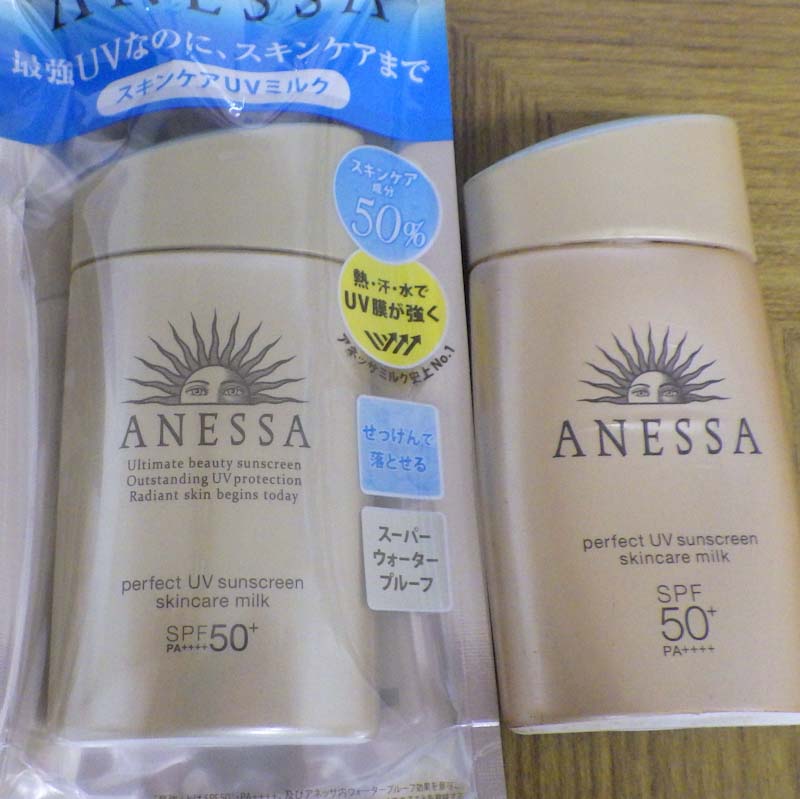 ANESSA
最強UVなのに、スキンケアまで
スキンケアUVミルク
スキンケア
成分
50%
熱・汗・水で
UV膜が強く
アネッサミルク史上No.1
せっけんで
落とせる
スーパー
ウォーター
プルーフ
ANESSA
Ultimate beauty sunscreen
Outstanding UV protection
Radiant skin begins today
perfect UV sunscreen
skincare milk
SPF50+
PA++++
ANESSA
perfect UV sunscreen
skincare milk
SPF
50+
PA++++